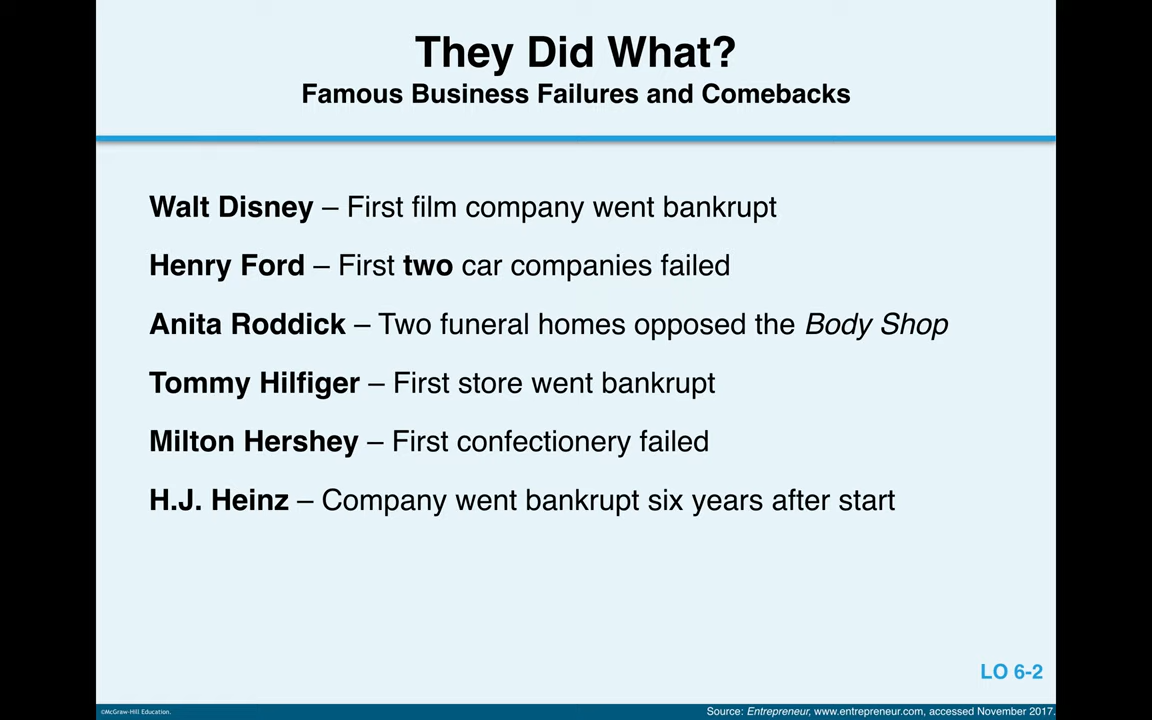 They Did What?
Famous Business Failures and Comebacks
Walt Disney – First film company went bankrupt
Henry Ford – First two car companies failed
Anita Roddick – Two funeral homes opposed the Body Shop
Tommy Hilfiger – First store went bankrupt
Milton Hershey – First confectionery failed
H.J. Heinz – Company went bankrupt six years after start
LO 6-2
©McGraw-Hill Education.
Source: Entrepreneur, www.entrepreneur.com, accessed November 2017.